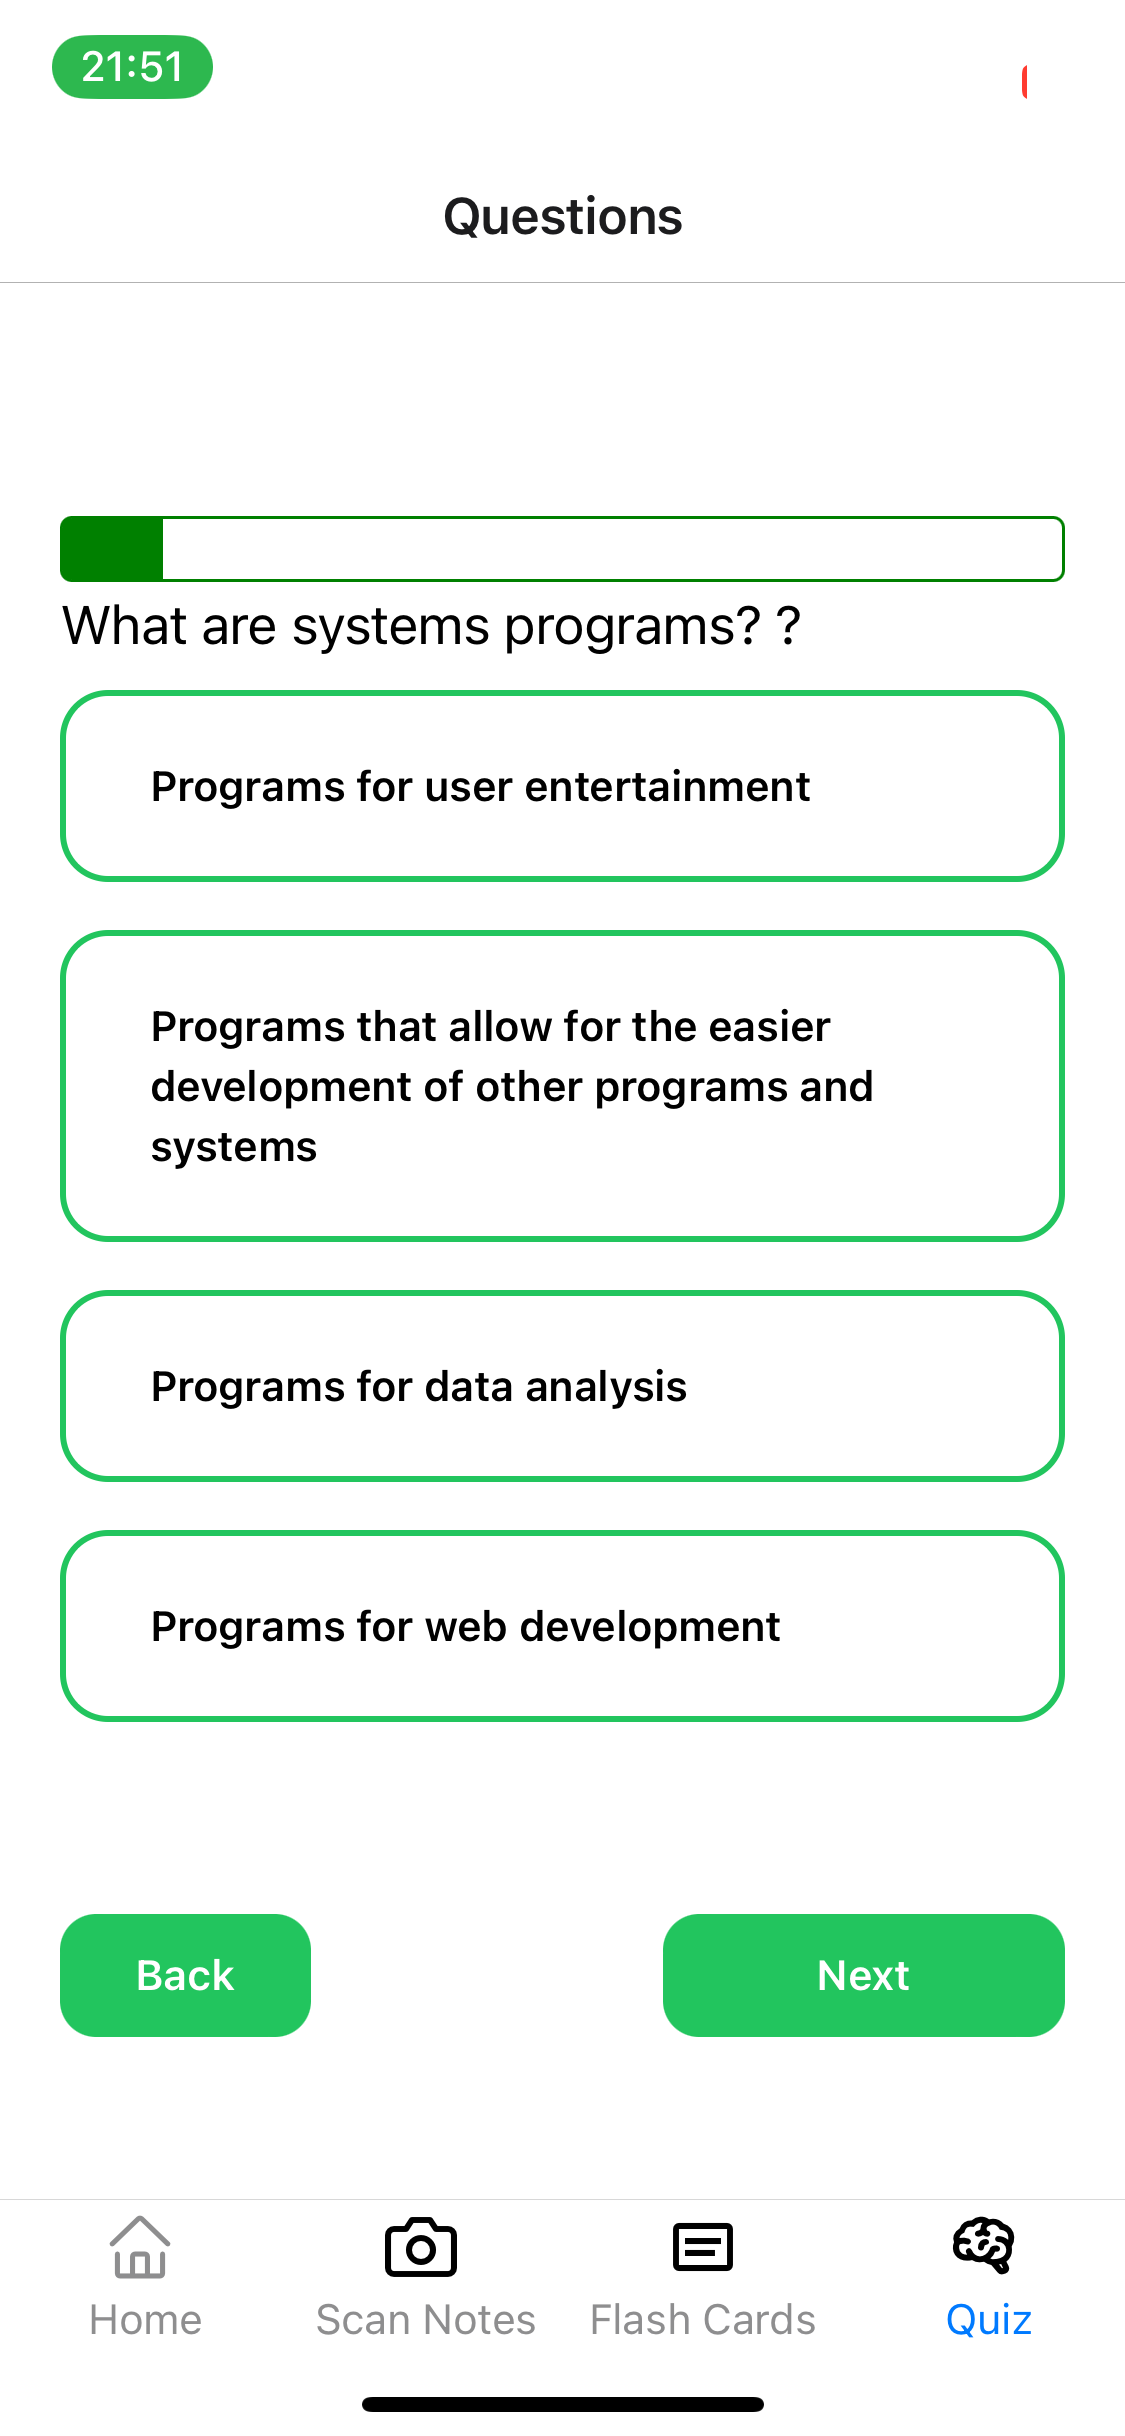 21:51
Questions
What are systems programs? ?
Programs for user entertainment
Programs that allow for the easier
development of other programs and
systems
Programs for data analysis
Programs for web development
Back
Next
Home
Scan Notes
Flash Cards
Quiz